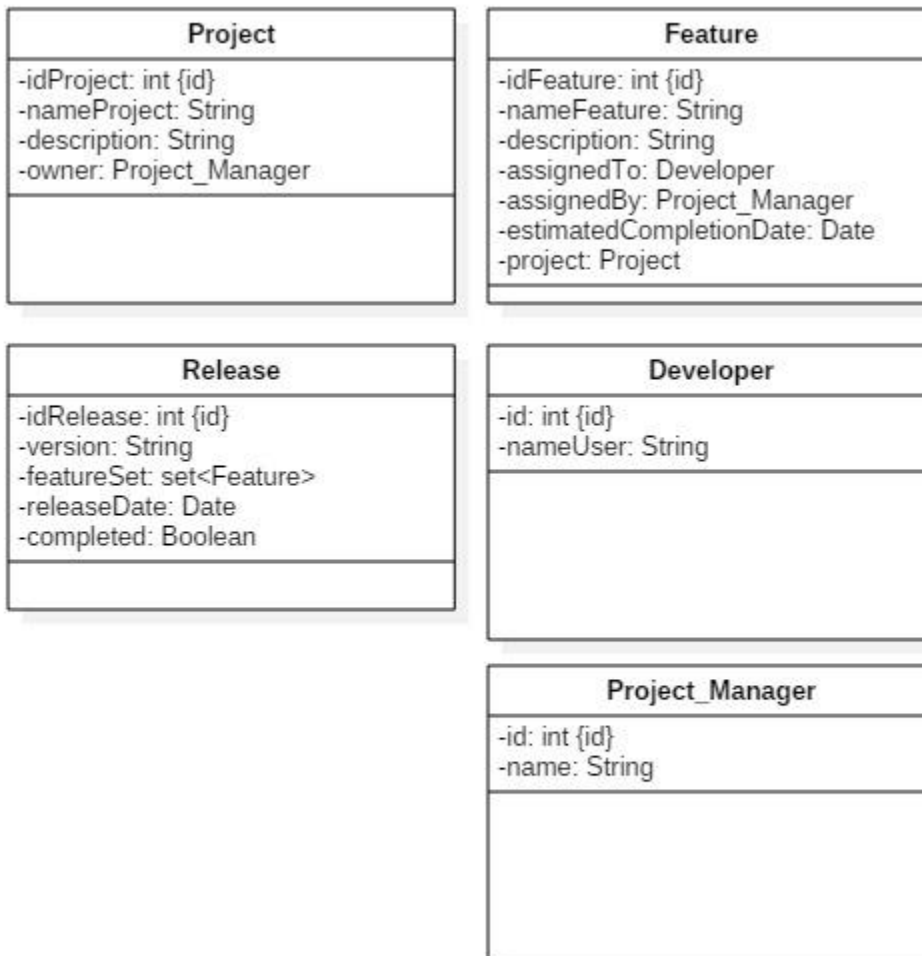 Project
-idProject: int {id}
-nameProject: String
-description: String
-owner: Project_Manager
Feature
-idFeature: int {id}
-nameFeature: String
-description: String
-assignedTo: Developer
-assignedBy: Project_Manager
-estimatedCompletionDate: Date
-project: Project
Release
-idRelease: int {id}
-version: String
-featureSet: set<Feature>
-releaseDate: Date
-completed: Boolean
Developer
-id: int {id}
-nameUser: String
Project_Manager
-id: int {id}
-name: String